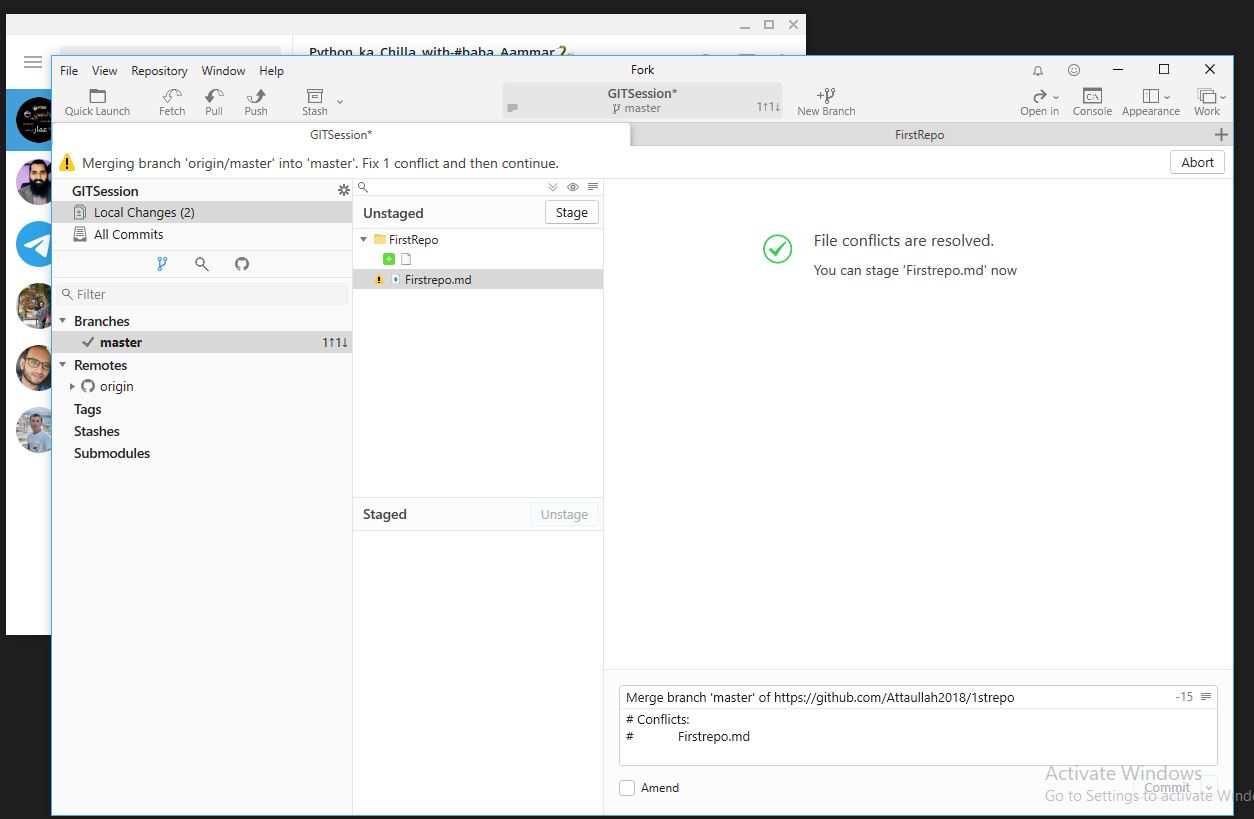 Python_ka_Chilla_with-#baba_Aammar
File View Repository Window Help
Fork
Quick Launch Fetch Pull Push Stash
GITSession*
master
1↑1↓
New Branch Open in Console Appearance Work
GITSession*
FirstRepo
Merging branch 'origin/master' into 'master'. Fix 1 conflict and then continue.
Abort
GITSession
Local Changes (2)
All Commits
Filter
Branches
master 1↑1↓
Remotes
origin
Tags
Stashes
Submodules
Unstaged
Stage
FirstRepo
Firstrepo.md
Staged
Unstage
File conflicts are resolved.
You can stage 'Firstrepo.md' now
Merge branch 'master' of https://github.com/Attaullah2018/1strepo -15
# Conflicts:
# Firstrepo.md
Amend
Commit
Activate Windows
Go to Settings to activate Windo